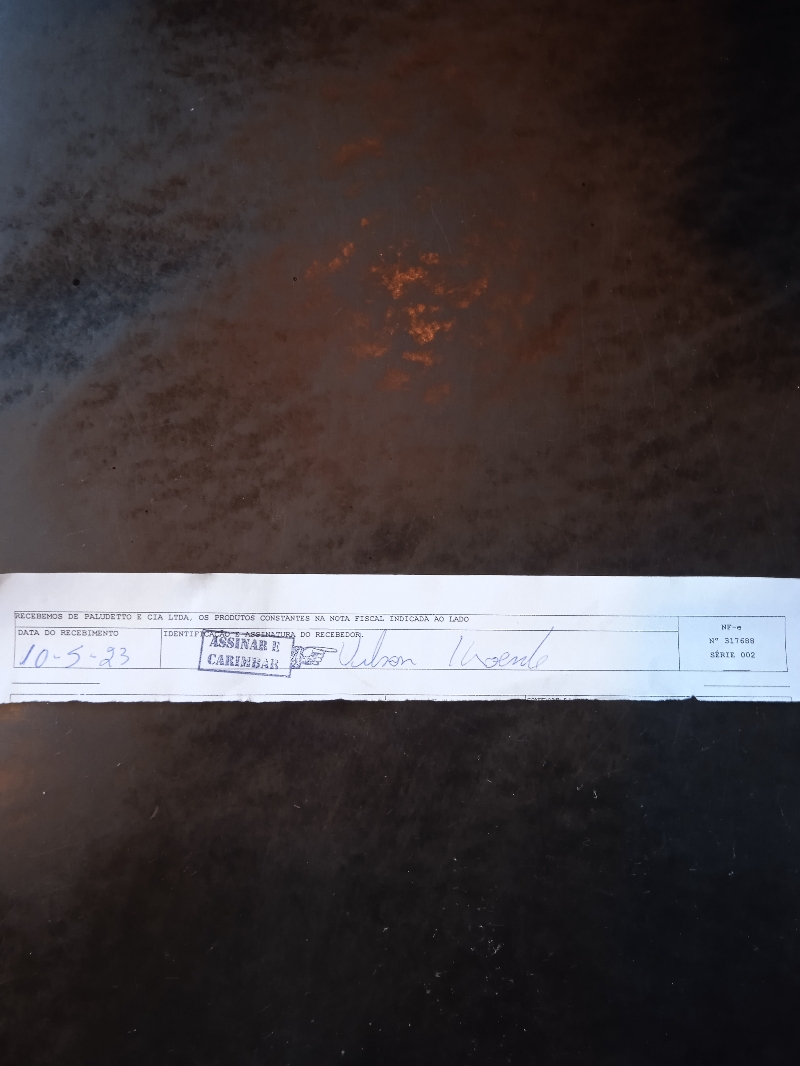 RECEBEMOS DE PALUDETTO E CIA LTDA, OS PRODUTOS CONSTANTES NA NOTA FISCAL INDICADA AO LADO
DATA DO RECEBIMENTO
10-5-23
IDENTIFICAÇÃO E ASSINATURA DO RECEBEDOR.
ASSINAR E
CARIMBAR
NF-e
Nº 317688
SÉRIE 002